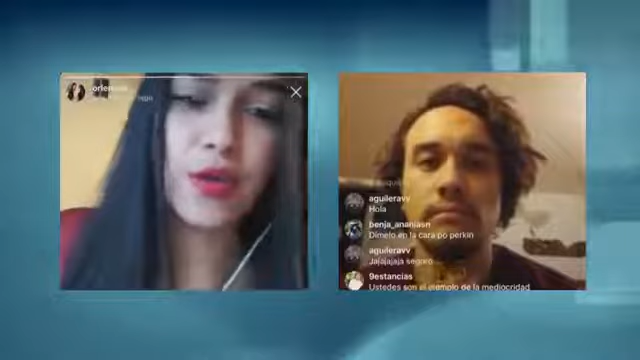 aguileravv
Hola
benja_ananiasn
Dimelo en la cara po perkin
aguileravv
Jajajajaja seguro
9estancias
Ustedes son el ejemplo de la mediocridad